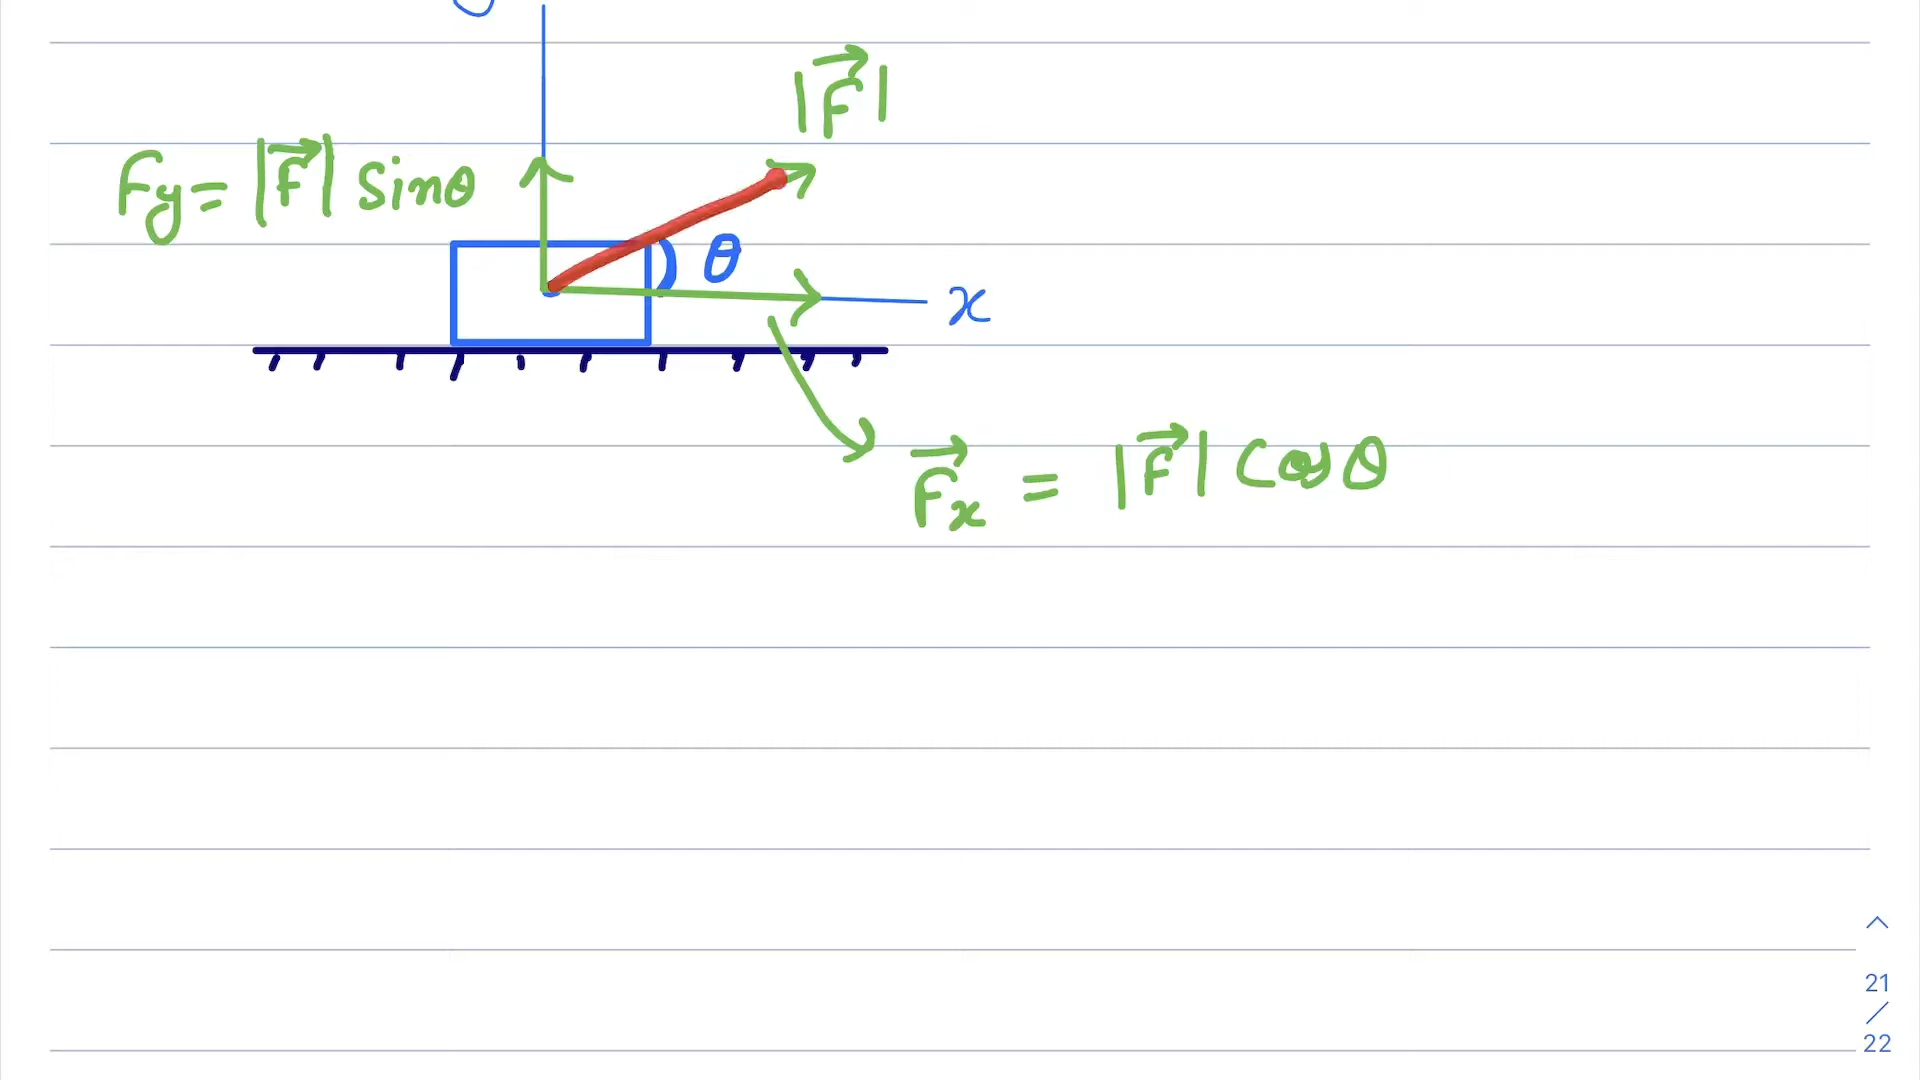 |F⃗|
Fy = |F⃗| Sinθ
θ
x
F⃗x = |F⃗| Cosθ
21
/
22